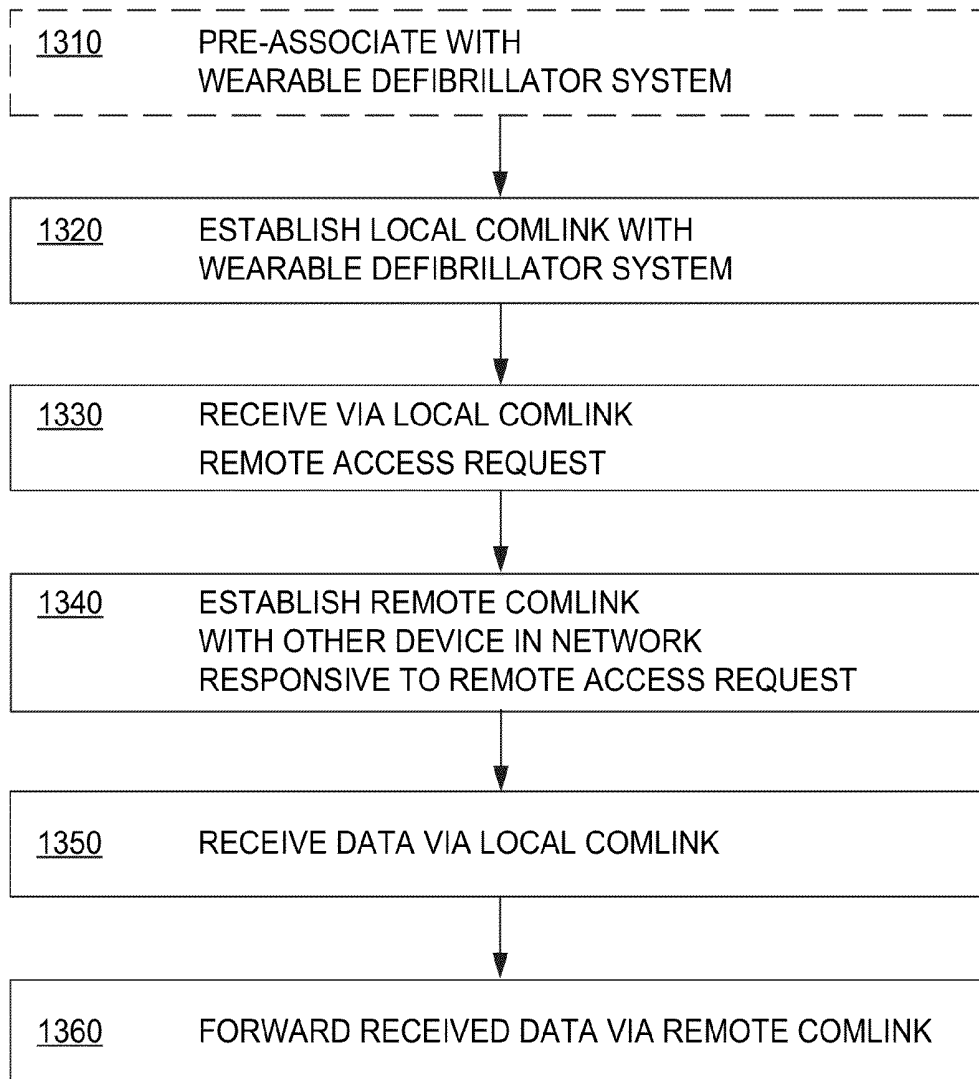 1310 PRE-ASSOCIATE WITH
WEARABLE DEFIBRILLATOR SYSTEM
1320 ESTABLISH LOCAL COMLINK WITH
WEARABLE DEFIBRILLATOR SYSTEM
1330 RECEIVE VIA LOCAL COMLINK
REMOTE ACCESS REQUEST
1340 ESTABLISH REMOTE COMLINK
WITH OTHER DEVICE IN NETWORK
RESPONSIVE TO REMOTE ACCESS REQUEST
1350 RECEIVE DATA VIA LOCAL COMLINK
1360 FORWARD RECEIVED DATA VIA REMOTE COMLINK